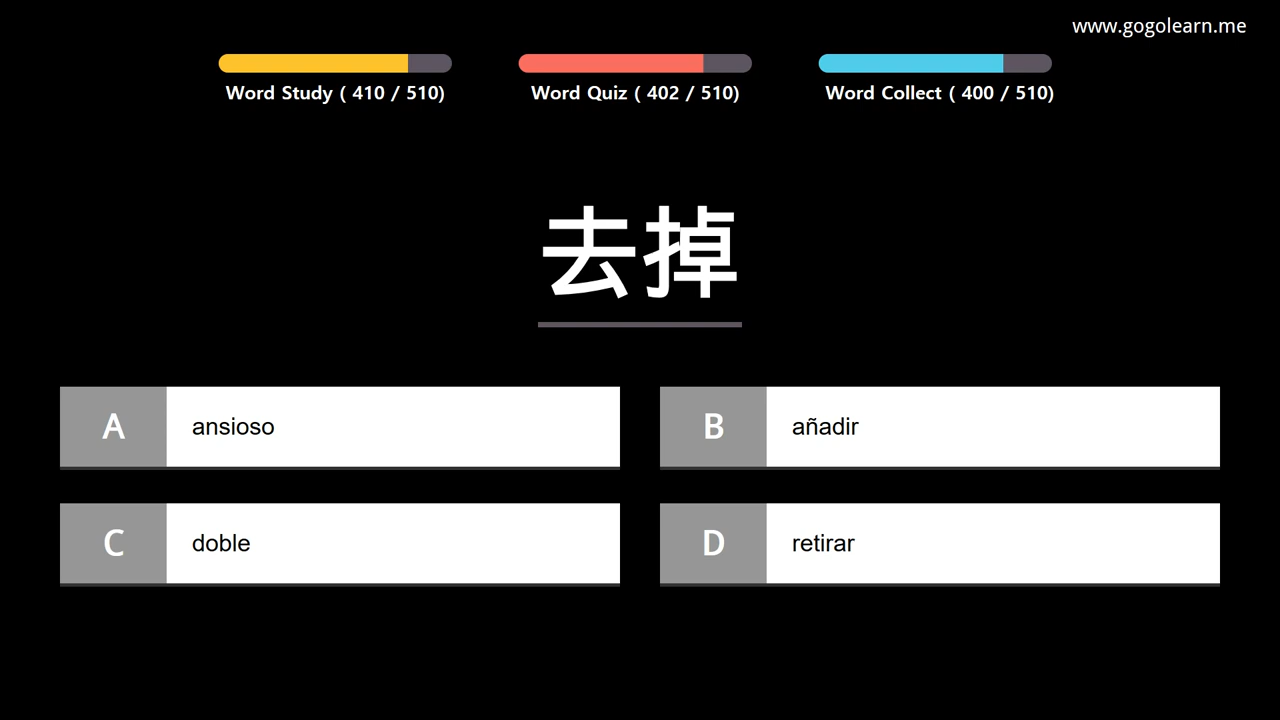 www.gogolearn.me
Word Study ( 410 / 510)
Word Quiz ( 402 / 510)
Word Collect ( 400 / 510)
去掉
A ansioso
B añadir
C doble
D retirar